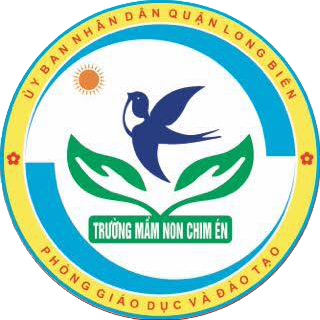 ỦY BAN NHÂN DÂN QUẬN LONG BIÊN
TRƯỜNG MẦM NON CHIM ÉN
PHÒNG GIÁO DỤC VÀ ĐÀO TẠO